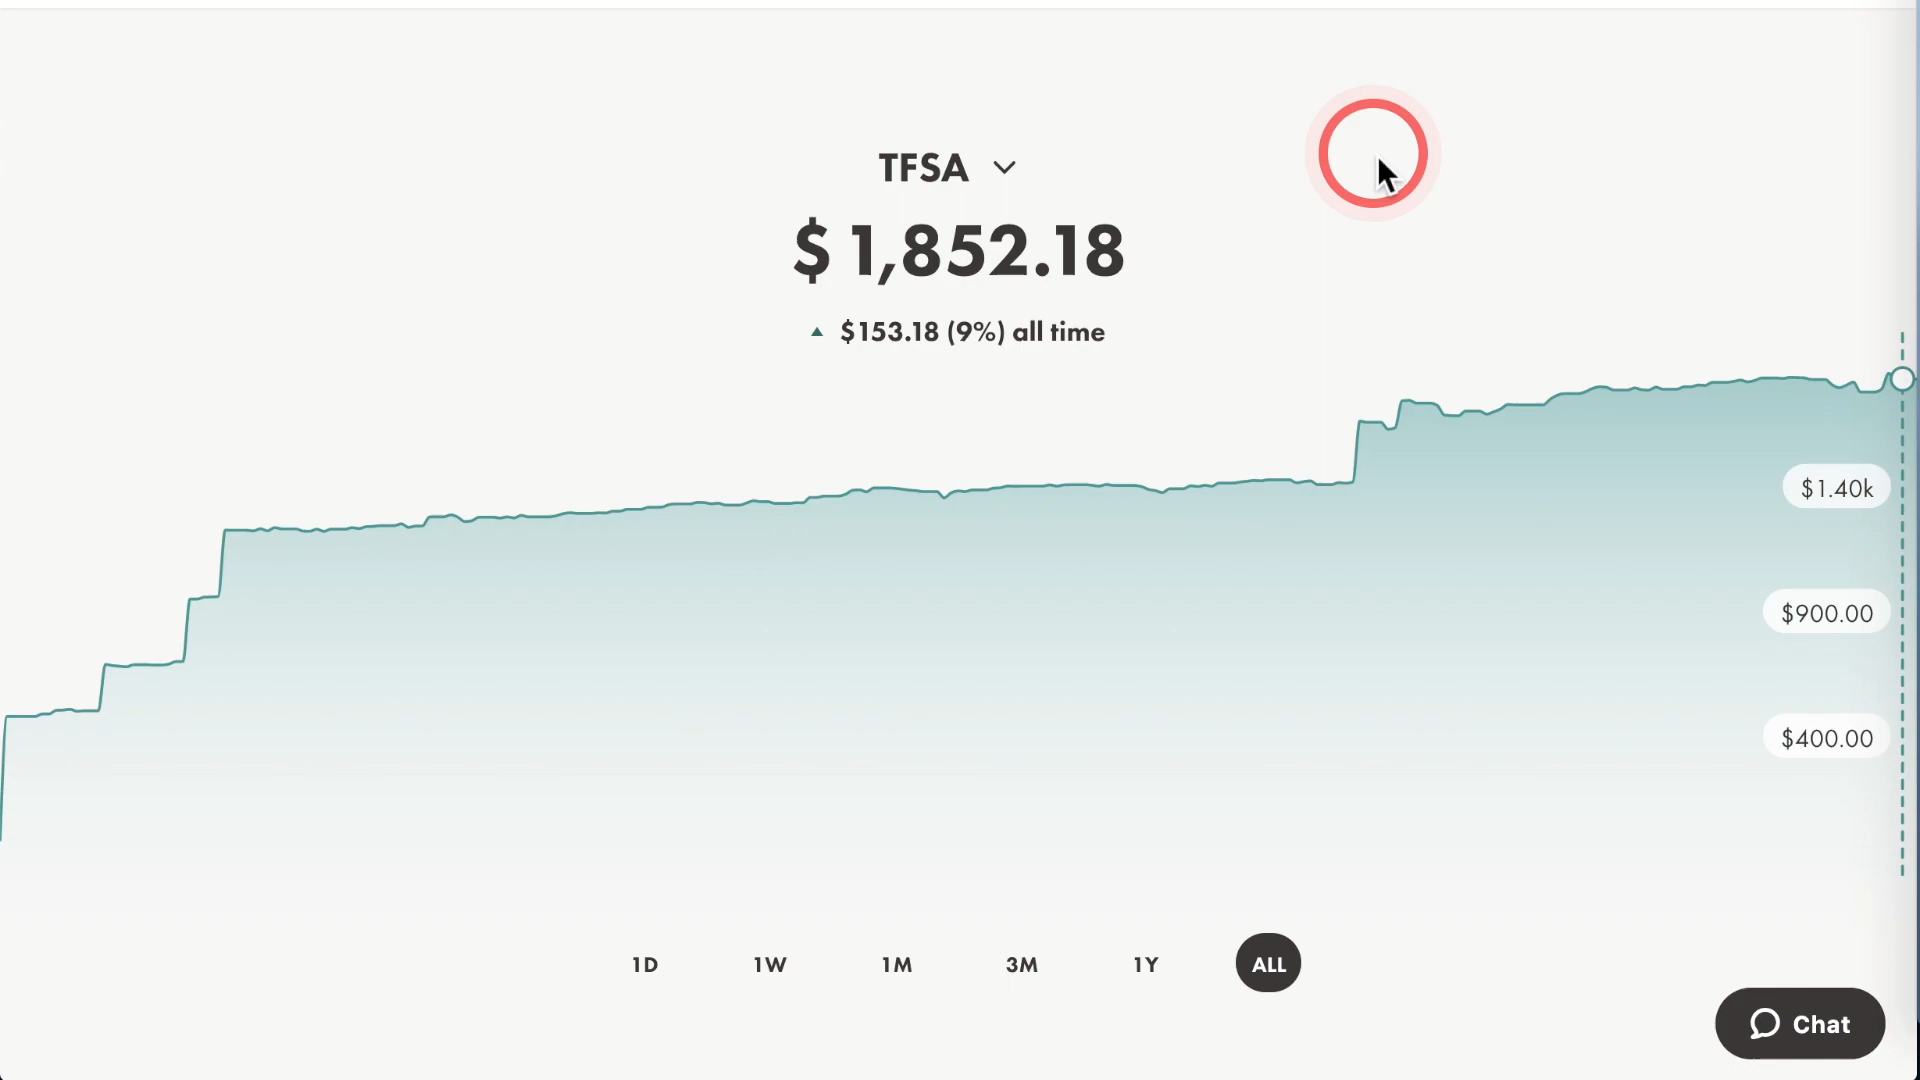 TFSA
$ 1,852.18
$153.18 (9%) all time
$1.40k
$900.00
$400.00
1D 1W 1M 3M 1Y ALL
Chat